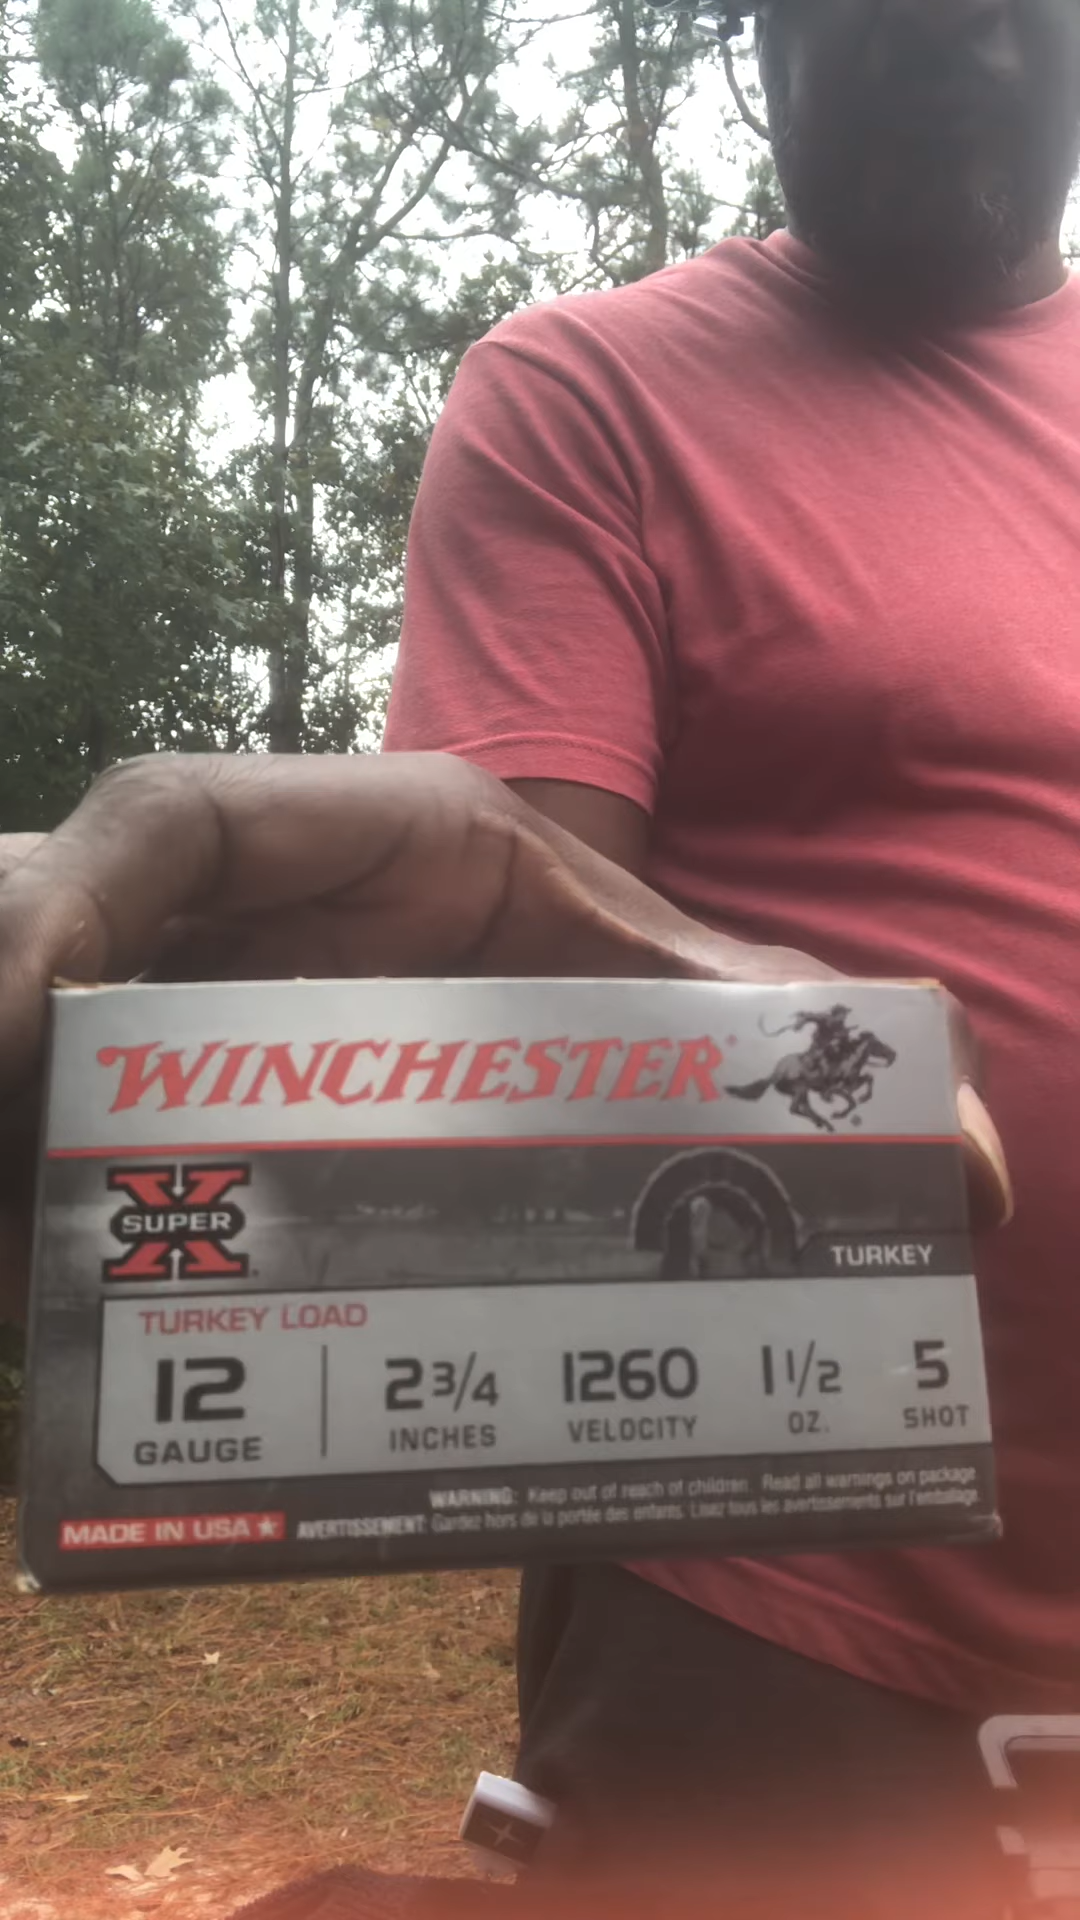 WINCHESTER®
SUPER X
TURKEY
TURKEY LOAD
12 2 3/4 1260 1 1/2 5
GAUGE INCHES VELOCITY OZ. SHOT
WARNING: Keep out of reach of children. Read all warnings on package.
MADE IN USA ★ AVERTISSEMENT: Gardez hors de la portée des enfants. Lisez tous les avertissements sur l'emballage.